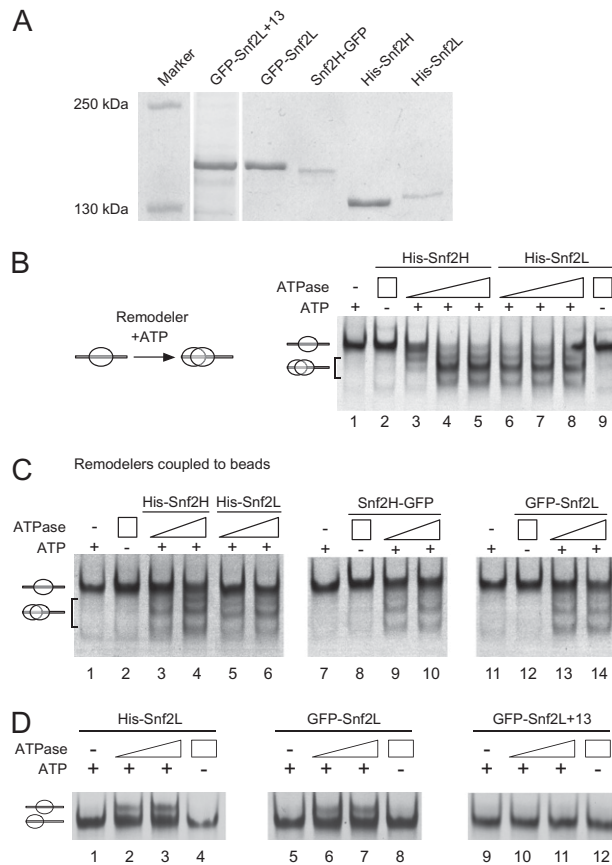 A
Marker
GFP-Snf2L+13
GFP-Snf2L
Snf2H-GFP
His-Snf2H
His-Snf2L
250 kDa
130 kDa
B
His-Snf2H His-Snf2L
ATPase -
ATP + - + + + + + + -
Remodeler
+ATP
1 2 3 4 5 6 7 8 9
C Remodelers coupled to beads
His-Snf2H His-Snf2L Snf2H-GFP GFP-Snf2L
ATPase - - -
ATP + - + + + + + - + + + - + +
1 2 3 4 5 6 7 8 9 10 11 12 13 14
D
His-Snf2L GFP-Snf2L GFP-Snf2L+13
ATPase - - -
ATP + + + - + + + - + + + -
1 2 3 4 5 6 7 8 9 10 11 12